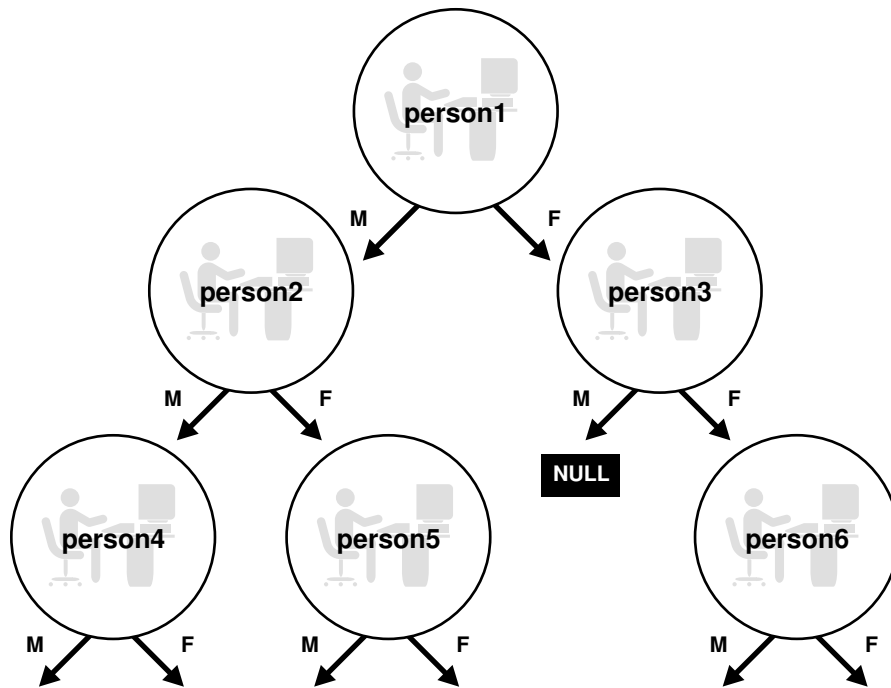 person1
M F
person2 person3
M F M F
NULL
person4 person5 person6
M F M F M F